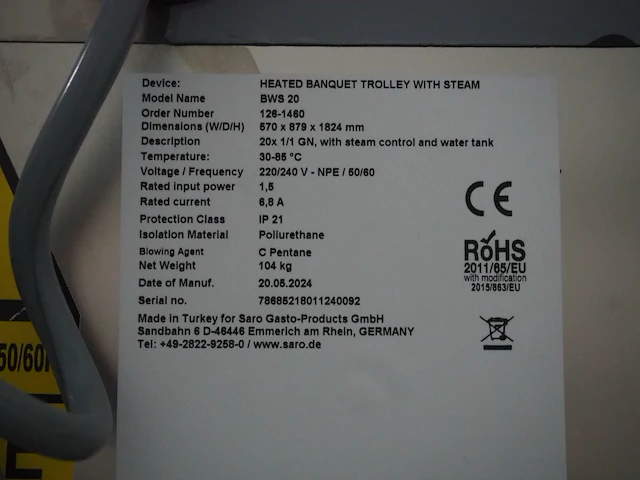 Device: HEATED BANQUET TROLLEY WITH STEAM
Model Name BWS 20
Order Number 126-1460
Dimensions (W/D/H) 570 x 879 x 1824 mm
Description 20x 1/1 GN, with steam control and water tank
Temperature: 30-85 °C
Voltage / Frequency 220/240 V - NPE / 50/60
Rated input power 1,5
Rated current 6,8 A
Protection Class IP 21
Isolation Material Poliurethane
Blowing Agent C Pentane
Net Weight 104 kg
Date of Manuf. 20.05.2024
Serial no. 78685218011240092
Made in Turkey for Saro Gasto-Products GmbH
Sandbahn 6 D-46446 Emmerich am Rhein, GERMANY
Tel: +49-2822-9258-0 / www.saro.de
CE
RoHS
2011/65/EU
with modification
2015/863/EU
50/60